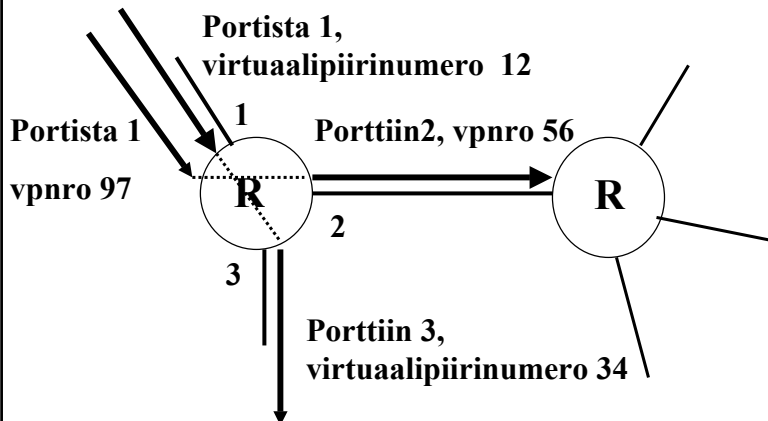 Portista 1,
virtuaalipiirinumero 12
1
Portista 1
vpnro 97
Porttiin2, vpnro 56
R
R
2
3
Porttiin 3,
virtuaalipiirinumero 34